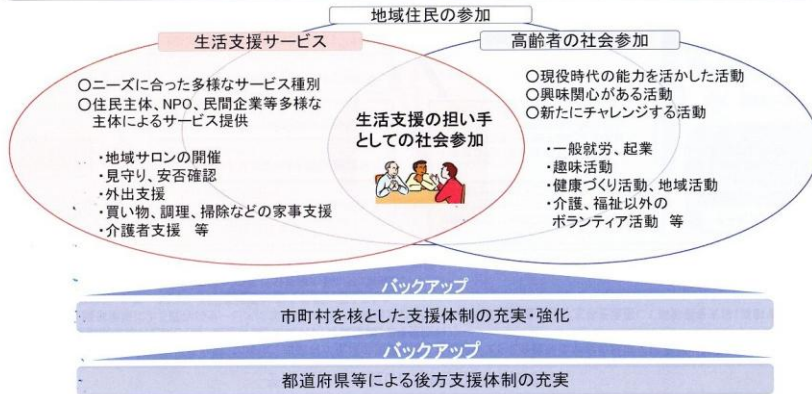 地域住民の参加
生活支援サービス
高齢者の社会参加
○ニーズに合った多様なサービス種別
○住民主体、NPO、民間企業等多様な
主体によるサービス提供
・地域サロンの開催
・見守り、安否確認
・外出支援
・買い物、調理、掃除などの家事支援
・介護者支援 等
生活支援の担い手
としての社会参加
○現役時代の能力を活かした活動
○興味関心がある活動
○新たにチャレンジする活動
・一般就労、起業
・趣味活動
・健康づくり活動、地域活動
・介護、福祉以外の
ボランティア活動 等
バックアップ
市町村を核とした支援体制の充実・強化
バックアップ
都道府県等による後方支援体制の充実